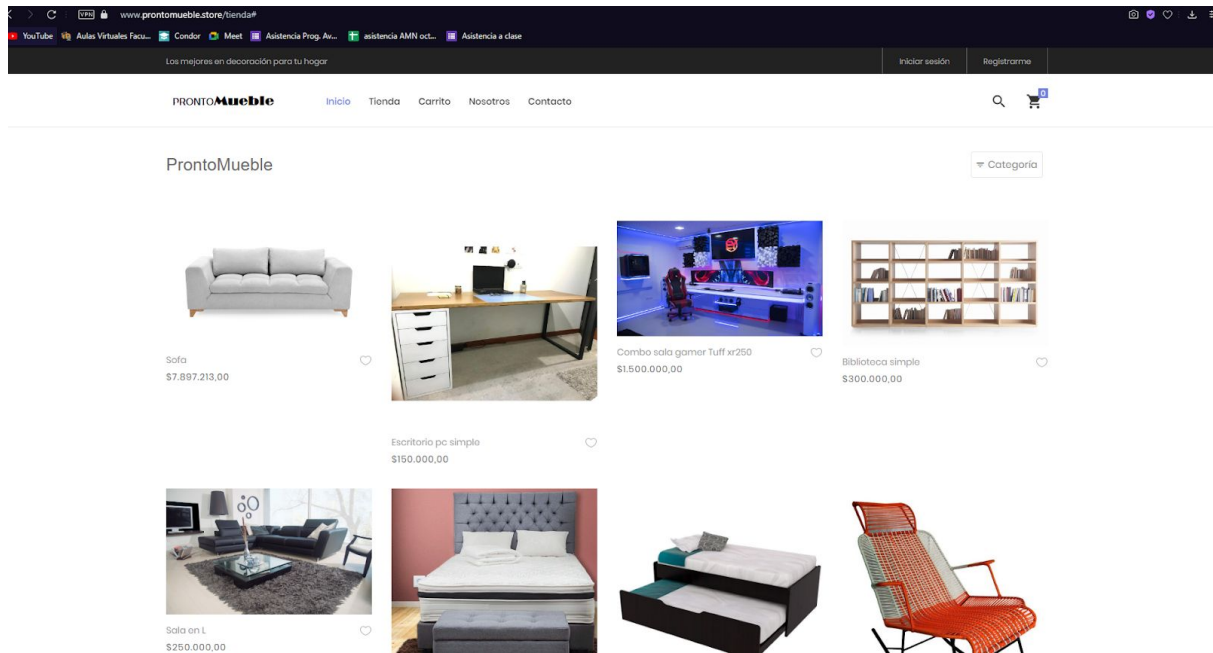 VPN www.prontomueble.store/tienda#
YouTube Aulas Virtuales Facu... Condor Meet Asistencia Prog. Av... asistencia AMN oct... Asistencia a clase
Los mejores en decoración para tu hogar Iniciar sesión Registrarme
PRONTOMueble Inicio Tienda Carrito Nosotros Contacto 0
ProntoMueble Categoría
Sofa
$7.897.213,00
Escritorio pc simple
$150.000,00
Combo sala gamer Tuff xr250
$1.500.000,00
Biblioteca simple
$300.000,00
Sala en L
$250.000,00